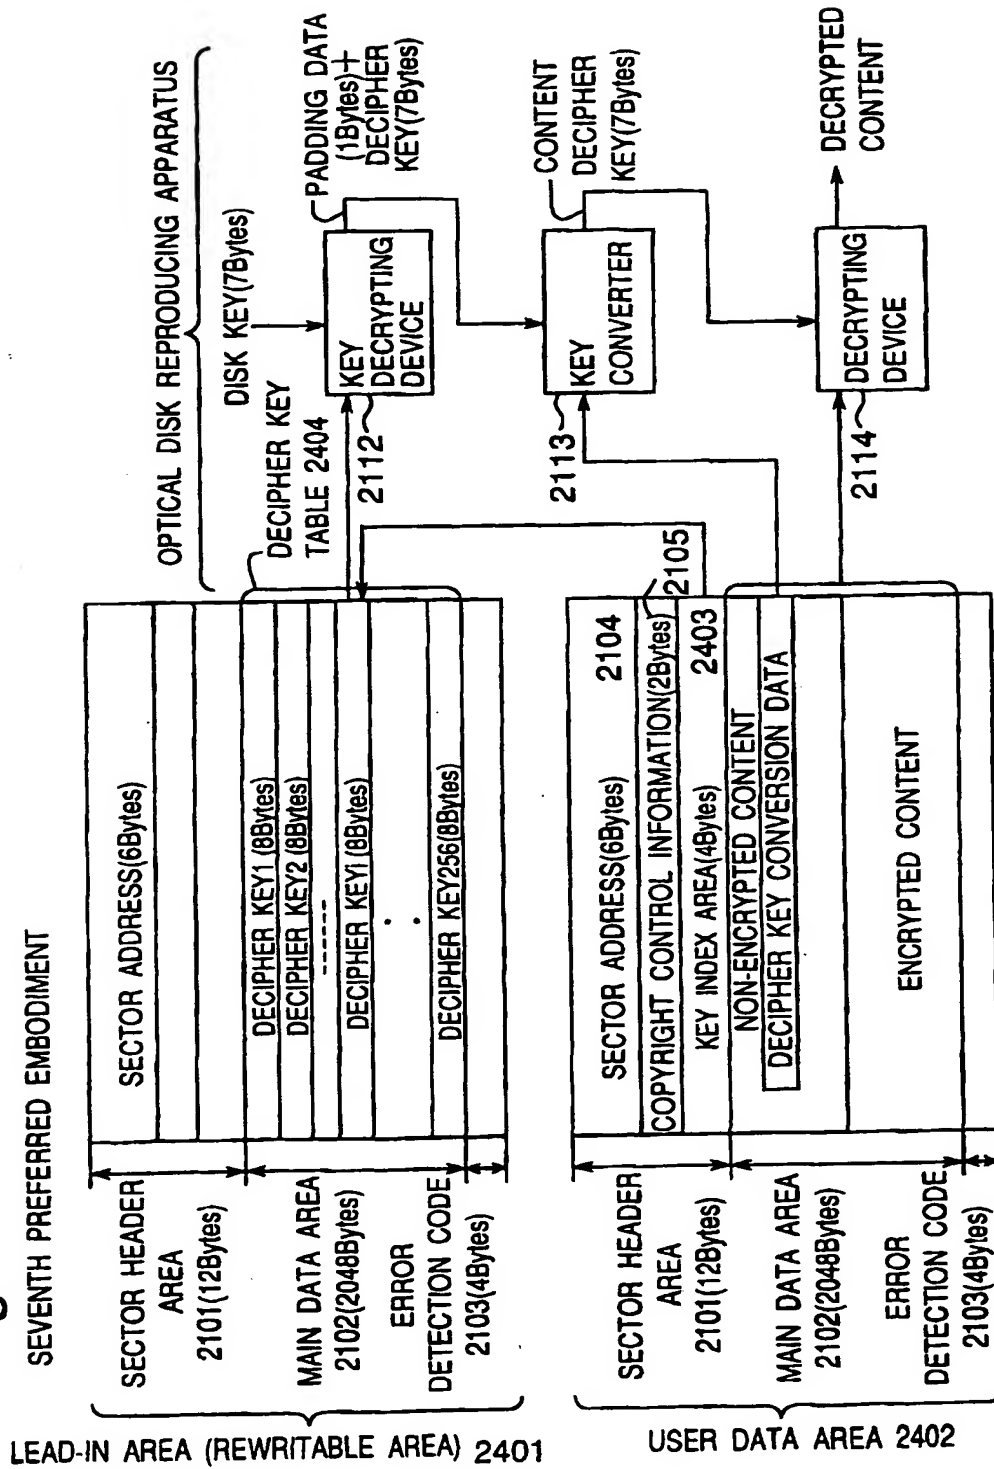 SEVENTH PREFERRED EMBODIMENT
OPTICAL DISK REPRODUCING APPARATUS
LEAD-IN AREA (REWRITABLE AREA) 2401
SECTOR HEADER
AREA
2101(12Bytes)
MAIN DATA AREA
2102(2048Bytes)
ERROR
DETECTION CODE
2103(4Bytes)
SECTOR ADDRESS(6Bytes)
DECIPHER KEY1 (8Bytes)
DECIPHER KEY2 (8Bytes)
------
DECIPHER KEYi (8Bytes)
. .
DECIPHER KEY256(8Bytes)
DECIPHER KEY
TABLE 2404
DISK KEY(7Bytes)
KEY
DECRYPTING
DEVICE
2112
PADDING DATA
(1Bytes)+
DECIPHER
KEY(7Bytes)
KEY
CONVERTER
2113
CONTENT
DECIPHER
KEY(7Bytes)
DECRYPTING
DEVICE
2114
DECRYPTED
CONTENT
USER DATA AREA 2402
SECTOR HEADER
AREA
2101(12Bytes)
MAIN DATA AREA
2102(2048Bytes)
ERROR
DETECTION CODE
2103(4Bytes)
SECTOR ADDRESS(6Bytes) 2104
COPYRIGHT CONTROL INFORMATION(2Bytes) 2105
KEY INDEX AREA(4Bytes) 2403
NON-ENCRYPTED CONTENT
DECIPHER KEY CONVERSION DATA
ENCRYPTED CONTENT